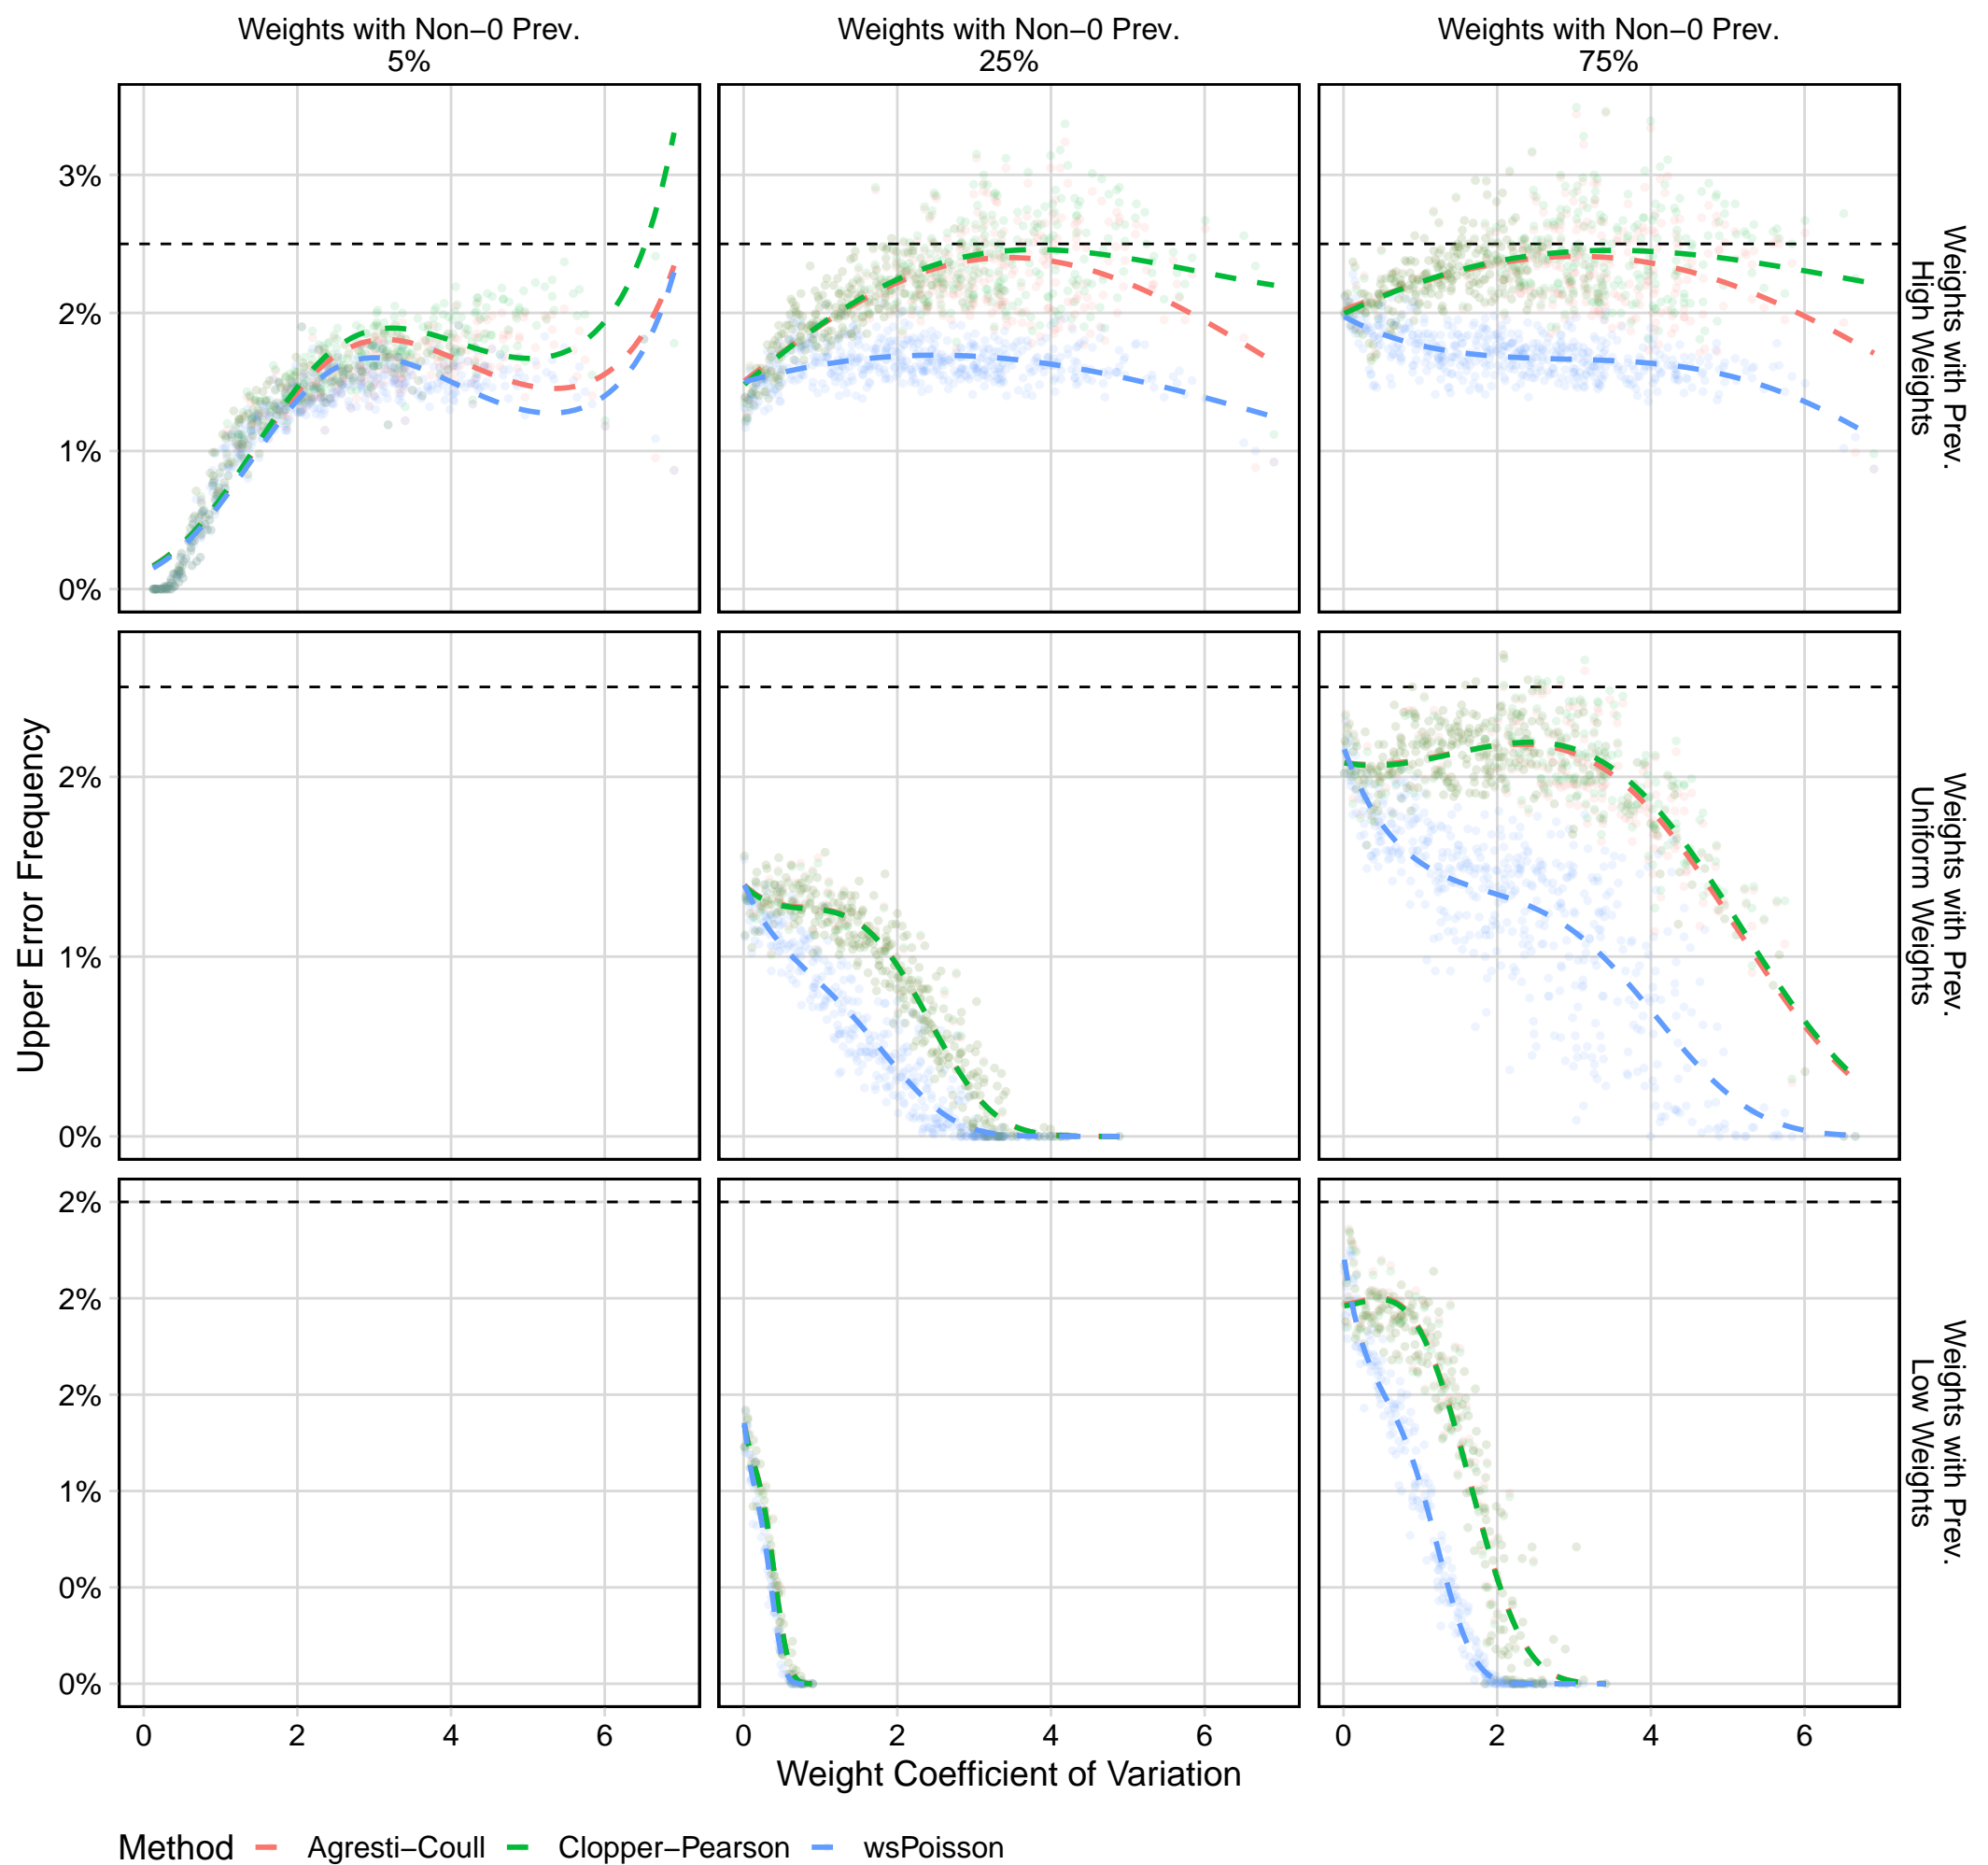 Weights with Non−0 Prev.
5%
Weights with Non−0 Prev.
25%
Weights with Non−0 Prev.
75%
3%
2%
1%
0%
Weights with Prev.
High Weights
2%
1%
0%
Weights with Prev.
Uniform Weights
2%
2%
2%
1%
0%
0%
Weights with Prev.
Low Weights
Upper Error Frequency
0 2 4 6
0 2 4 6
0 2 4 6
Weight Coefficient of Variation
Method Agresti−Coull Clopper−Pearson wsPoisson